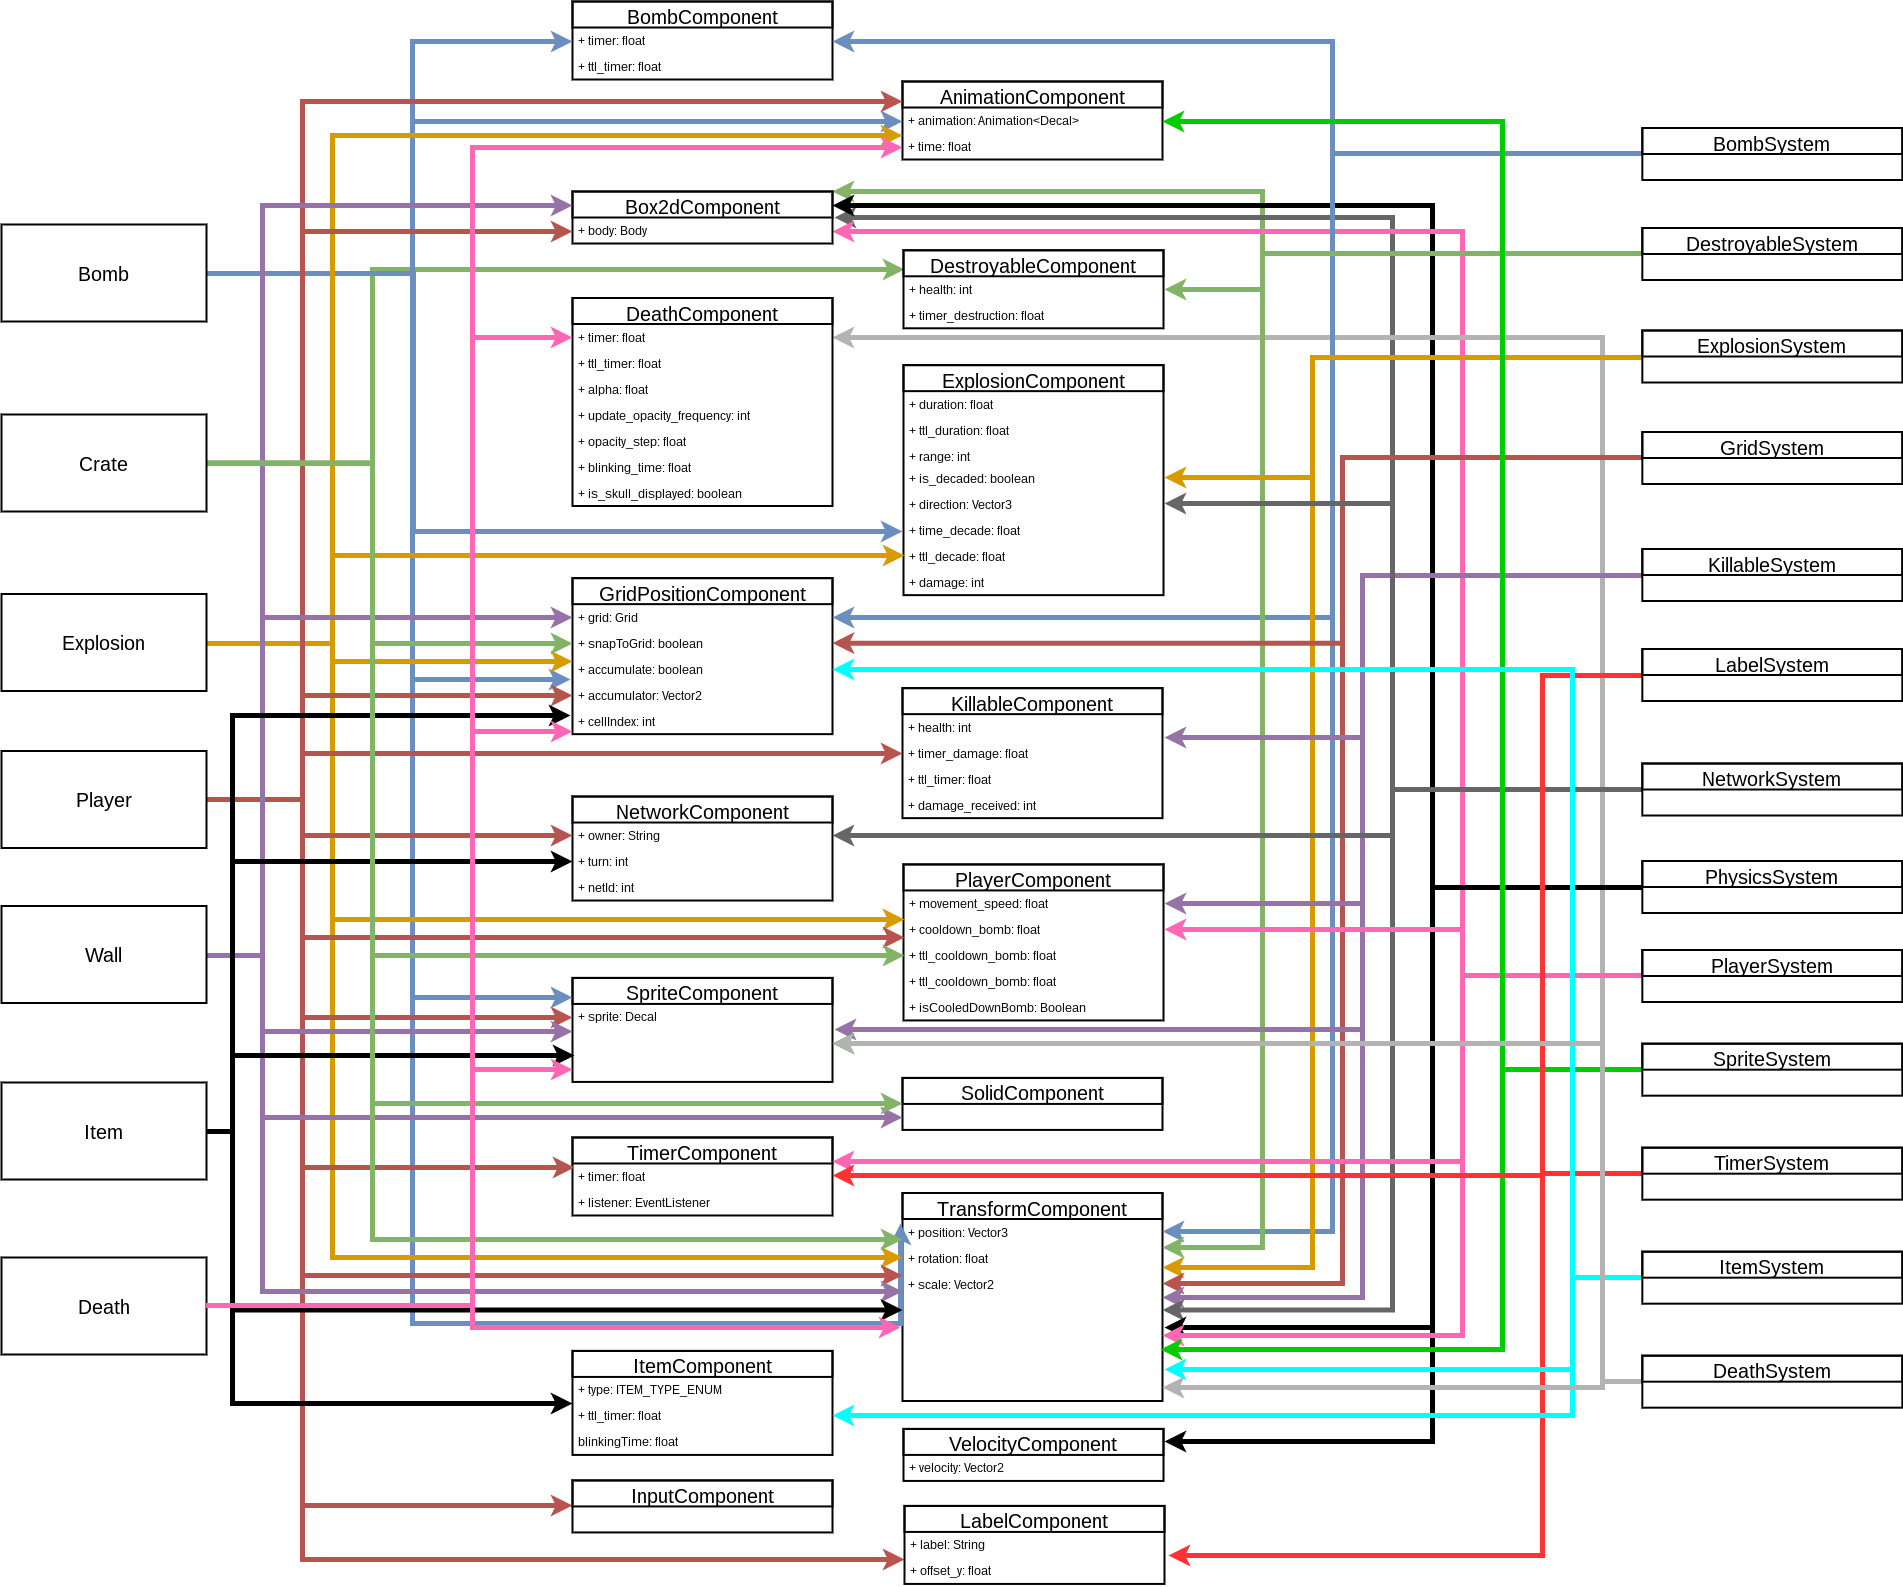 Bomb
Crate
Explosion
Player
Wall
Item
Death
BombComponent
+ timer: float
+ ttl_timer: float
AnimationComponent
+ animation: Animation<Decal>
+ time: float
Box2dComponent
+ body: Body
DestroyableComponent
+ health: int
+ timer_destruction: float
DeathComponent
+ timer: float
+ ttl_timer: float
+ alpha: float
+ update_opacity_frequency: int
+ opacity_step: float
+ blinking_time: float
+ is_skull_displayed: boolean
ExplosionComponent
+ duration: float
+ ttl_duration: float
+ range: int
+ is_decaded: boolean
+ direction: Vector3
+ time_decade: float
+ ttl_decade: float
+ damage: int
GridPositionComponent
+ grid: Grid
+ snapToGrid: boolean
+ accumulate: boolean
+ accumulator: Vector2
+ cellIndex: int
KillableComponent
+ health: int
+ timer_damage: float
+ ttl_timer: float
+ damage_received: int
NetworkComponent
+ owner: String
+ turn: int
+ netId: int
PlayerComponent
+ movement_speed: float
+ cooldown_bomb: float
+ ttl_cooldown_bomb: float
+ ttl_cooldown_bomb: float
+ isCooledDownBomb: Boolean
SpriteComponent
+ sprite: Decal
SolidComponent
TimerComponent
+ timer: float
+ listener: EventListener
TransformComponent
+ position: Vector3
+ rotation: float
+ scale: Vector2
ItemComponent
+ type: ITEM_TYPE_ENUM
+ ttl_timer: float
blinkingTime: float
VelocityComponent
+ velocity: Vector2
InputComponent
LabelComponent
+ label: String
+ offset_y: float
BombSystem
DestroyableSystem
ExplosionSystem
GridSystem
KillableSystem
LabelSystem
NetworkSystem
PhysicsSystem
PlayerSystem
SpriteSystem
TimerSystem
ItemSystem
DeathSystem